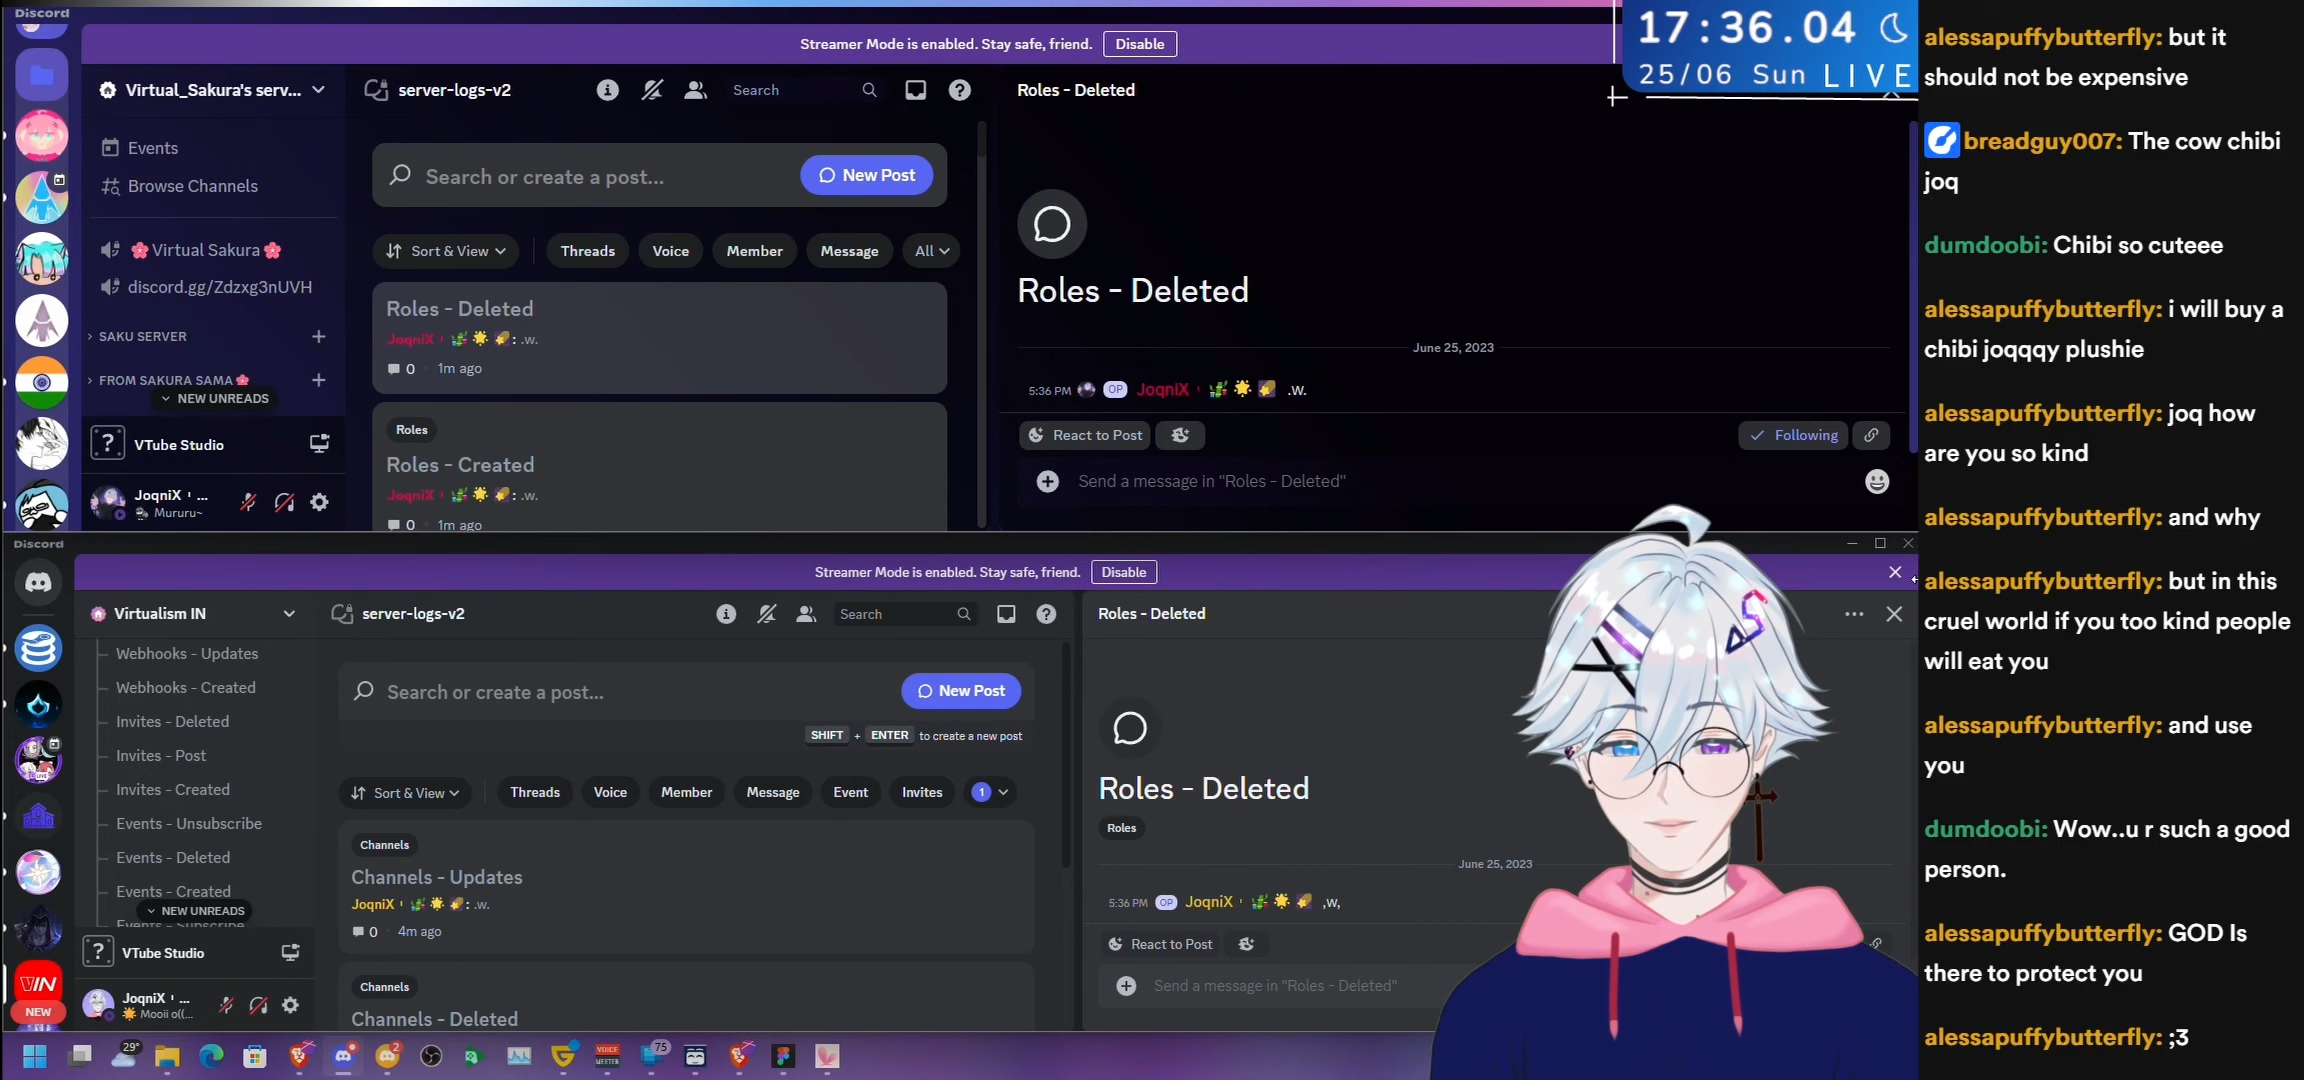 Discord
Streamer Mode is enabled. Stay safe, friend.
Disable
17:36.04
25/06 Sun LIVE
Virtual_Sakura's serv...
server-logs-v2
Search
Roles - Deleted
Events
Browse Channels
🌸Virtual Sakura🌸
discord.gg/Zdzxg3nUVH
SAKU SERVER
FROM SAKURA SAMA🌸
NEW UNREADS
VTube Studio
JoqniX ╵ ...
Mururu~
Search or create a post...
New Post
Sort & View
Threads
Voice
Member
Message
All
Roles - Deleted
JoqniX ╵ : .w.
0 · 1m ago
Roles
Roles - Created
JoqniX ╵ : .w.
0 · 1m ago
Roles - Deleted
June 25, 2023
5:36 PM OP JoqniX ╵ .w.
React to Post
Following
Send a message in "Roles - Deleted"
Discord
Streamer Mode is enabled. Stay safe, friend.
Disable
Virtualism IN
server-logs-v2
Search
Roles - Deleted
Webhooks - Updates
Webhooks - Created
Invites - Deleted
Invites - Post
Invites - Created
Events - Unsubscribe
Events - Deleted
Events - Created
NEW UNREADS
Events - Subscribe
VTube Studio
JoqniX ╵ ...
Mooii o((...
VIN
NEW
Search or create a post...
New Post
SHIFT + ENTER to create a new post
Sort & View
Threads
Voice
Member
Message
Event
Invites
1
Channels
Channels - Updates
JoqniX ╵ : .w.
0 · 4m ago
Channels
Channels - Deleted
Roles - Deleted
Roles
June 25, 2023
5:36 PM OP JoqniX ╵ ,w,
React to Post
Send a message in "Roles - Deleted"
29°
2
VOICE
MEETER
75
alessapuffybutterfly: but it
should not be expensive
breadguy007: The cow chibi
joq
dumdoobi: Chibi so cuteee
alessapuffybutterfly: i will buy a
chibi joqqqy plushie
alessapuffybutterfly: joq how
are you so kind
alessapuffybutterfly: and why
alessapuffybutterfly: but in this
cruel world if you too kind people
will eat you
alessapuffybutterfly: and use
you
dumdoobi: Wow..u r such a good
person.
alessapuffybutterfly: GOD Is
there to protect you
alessapuffybutterfly: ;3